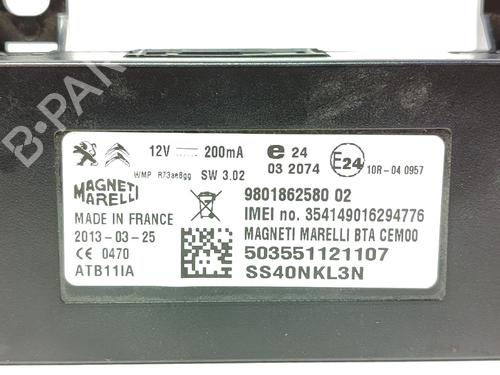 B-PARTS
12V 200mA
e 24
03 2074
E24
10R-04 0957
WMP R73ae8gg SW 3.02
MAGNETI
MARELLI
MADE IN FRANCE
2013-03-25
CE 0470
ATB11IA
9801862580 02
IMEI no. 354149016294776
MAGNETI MARELLI BTA CEM00
503551121107
SS40NKL3N